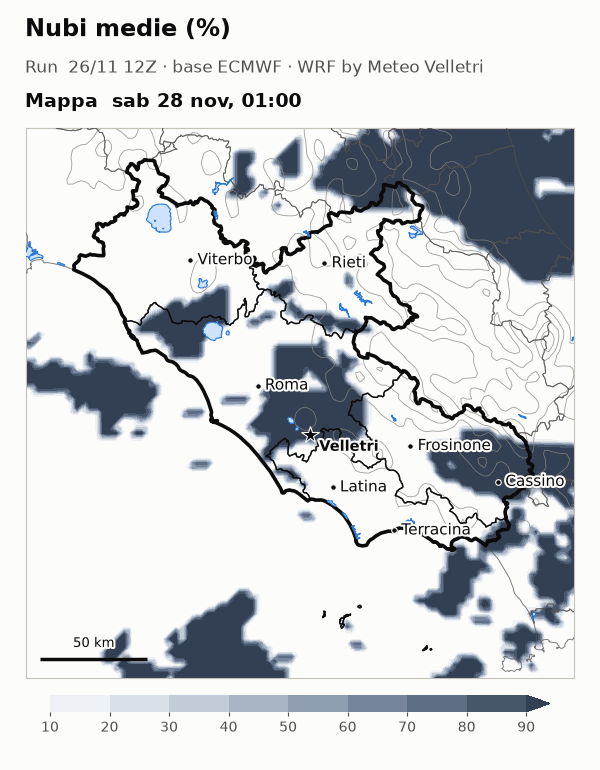 Nubi medie (%)
Run  26/11 12Z · base ECMWF · WRF by Meteo Velletri
Mappa  sab 28 nov, 01:00
Viterbo
Rieti
Roma
Velletri
Frosinone
Cassino
Latina
Terracina
50 km
10 20 30 40 50 60 70 80 90